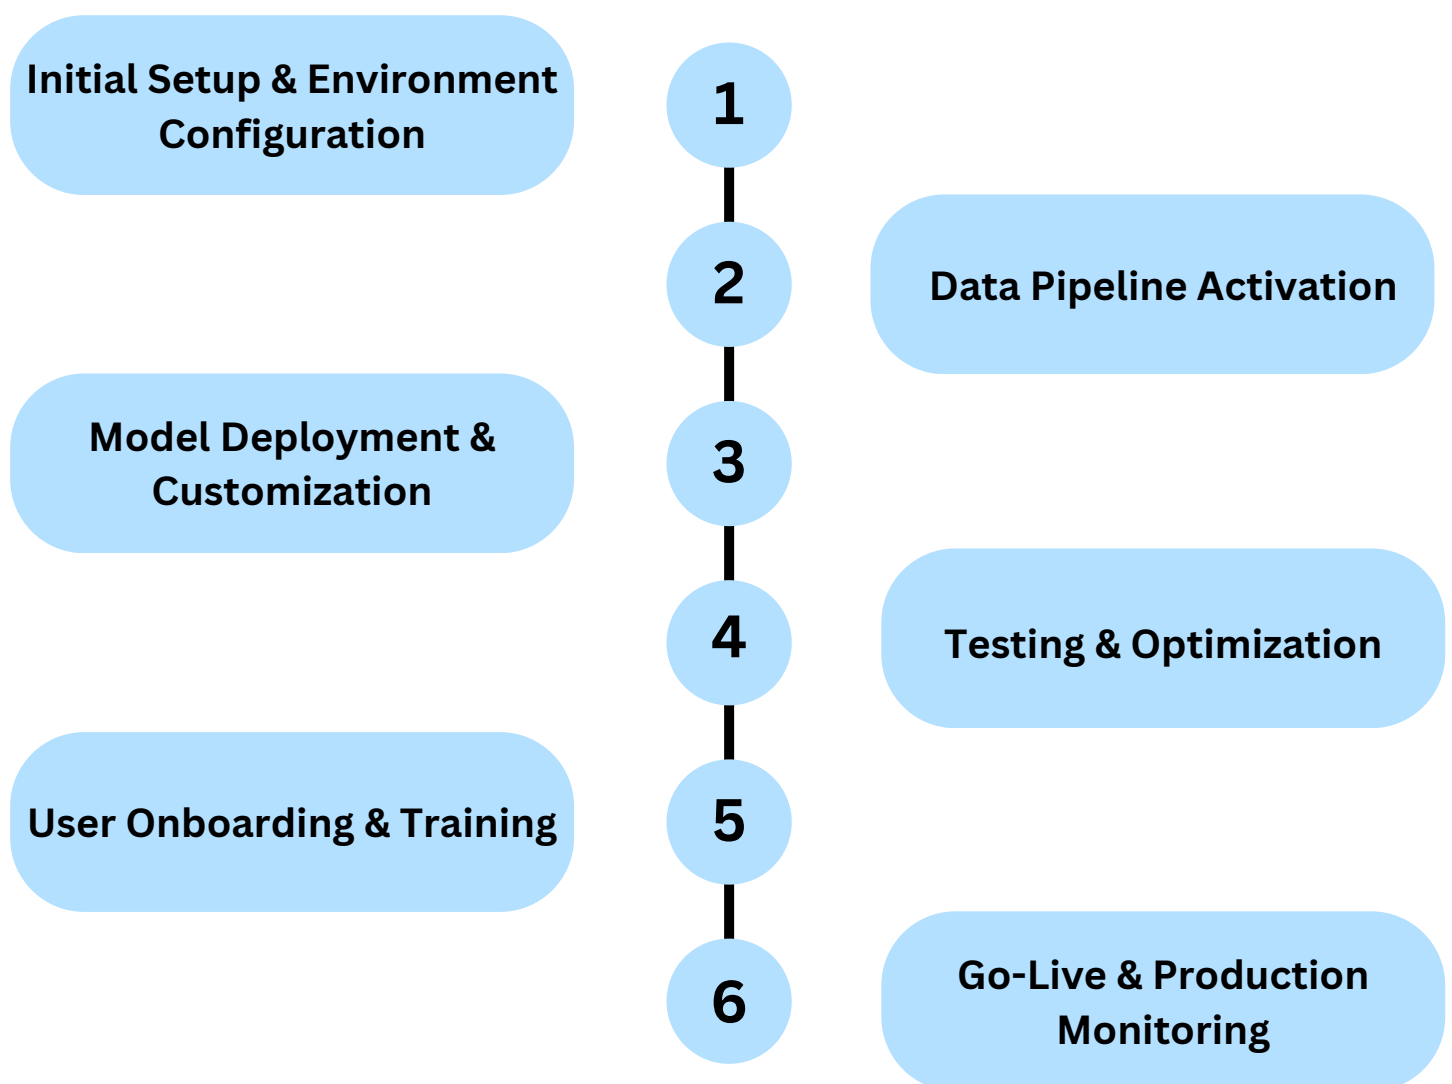 Initial Setup & Environment
Configuration
1
2
Data Pipeline Activation
Model Deployment &
Customization
3
4
Testing & Optimization
User Onboarding & Training
5
6
Go-Live & Production
Monitoring